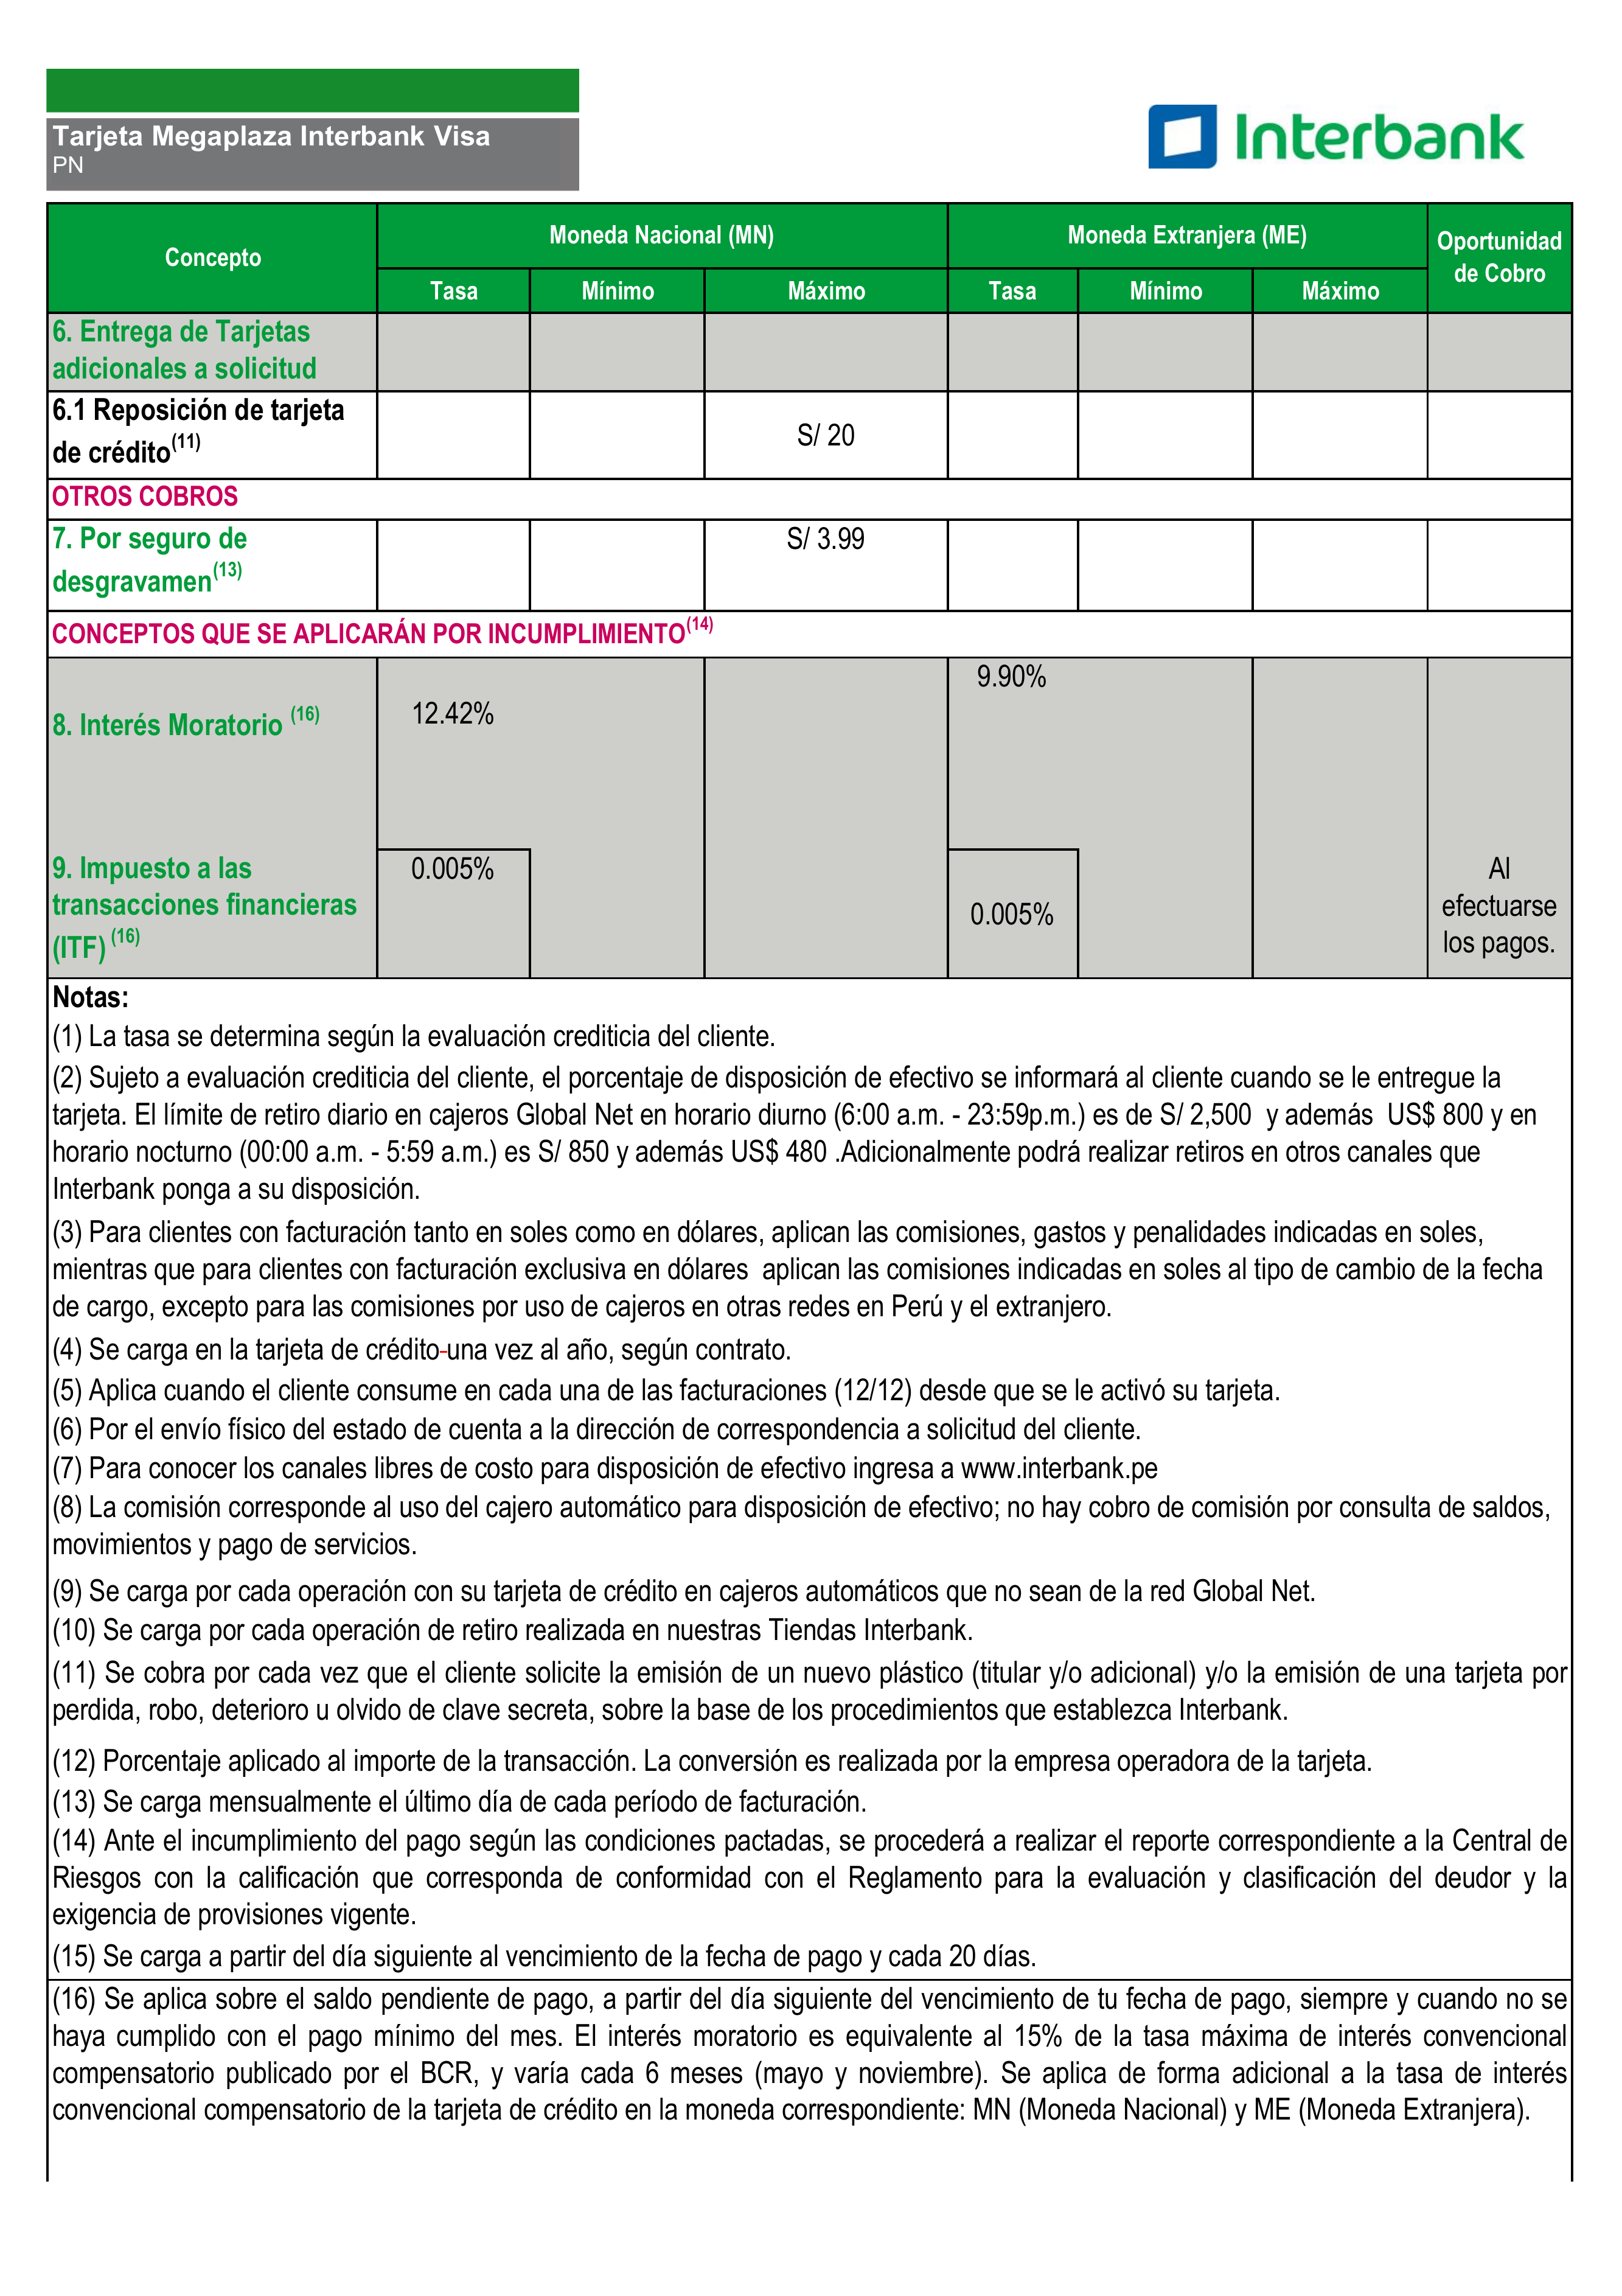 Tarjeta Megaplaza Interbank Visa
PN
Interbank
Concepto
Moneda Nacional (MN)
Moneda Extranjera (ME)
Oportunidad
de Cobro
Tasa
Mínimo
Máximo
Tasa
Mínimo
Máximo
6. Entrega de Tarjetas
adicionales a solicitud
6.1 Reposición de tarjeta
de crédito(11)
S/ 20
OTROS COBROS
7. Por seguro de
desgravamen(13)
S/ 3.99
CONCEPTOS QUE SE APLICARÁN POR INCUMPLIMIENTO(14)
8. Interés Moratorio (16)
12.42%
9.90%
9. Impuesto a las
transacciones financieras
(ITF) (16)
0.005%
0.005%
Al
efectuarse
los pagos.
Notas:
(1) La tasa se determina según la evaluación crediticia del cliente.
(2) Sujeto a evaluación crediticia del cliente, el porcentaje de disposición de efectivo se informará al cliente cuando se le entregue la
tarjeta. El límite de retiro diario en cajeros Global Net en horario diurno (6:00 a.m. - 23:59p.m.) es de S/ 2,500 y además US$ 800 y en
horario nocturno (00:00 a.m. - 5:59 a.m.) es S/ 850 y además US$ 480 .Adicionalmente podrá realizar retiros en otros canales que
Interbank ponga a su disposición.
(3) Para clientes con facturación tanto en soles como en dólares, aplican las comisiones, gastos y penalidades indicadas en soles,
mientras que para clientes con facturación exclusiva en dólares aplican las comisiones indicadas en soles al tipo de cambio de la fecha
de cargo, excepto para las comisiones por uso de cajeros en otras redes en Perú y el extranjero.
(4) Se carga en la tarjeta de crédito-una vez al año, según contrato.
(5) Aplica cuando el cliente consume en cada una de las facturaciones (12/12) desde que se le activó su tarjeta.
(6) Por el envío físico del estado de cuenta a la dirección de correspondencia a solicitud del cliente.
(7) Para conocer los canales libres de costo para disposición de efectivo ingresa a www.interbank.pe
(8) La comisión corresponde al uso del cajero automático para disposición de efectivo; no hay cobro de comisión por consulta de saldos,
movimientos y pago de servicios.
(9) Se carga por cada operación con su tarjeta de crédito en cajeros automáticos que no sean de la red Global Net.
(10) Se carga por cada operación de retiro realizada en nuestras Tiendas Interbank.
(11) Se cobra por cada vez que el cliente solicite la emisión de un nuevo plástico (titular y/o adicional) y/o la emisión de una tarjeta por
perdida, robo, deterioro u olvido de clave secreta, sobre la base de los procedimientos que establezca Interbank.
(12) Porcentaje aplicado al importe de la transacción. La conversión es realizada por la empresa operadora de la tarjeta.
(13) Se carga mensualmente el último día de cada período de facturación.
(14) Ante el incumplimiento del pago según las condiciones pactadas, se procederá a realizar el reporte correspondiente a la Central de
Riesgos con la calificación que corresponda de conformidad con el Reglamento para la evaluación y clasificación del deudor y la
exigencia de provisiones vigente.
(15) Se carga a partir del día siguiente al vencimiento de la fecha de pago y cada 20 días.
(16) Se aplica sobre el saldo pendiente de pago, a partir del día siguiente del vencimiento de tu fecha de pago, siempre y cuando no se
haya cumplido con el pago mínimo del mes. El interés moratorio es equivalente al 15% de la tasa máxima de interés convencional
compensatorio publicado por el BCR, y varía cada 6 meses (mayo y noviembre). Se aplica de forma adicional a la tasa de interés
convencional compensatorio de la tarjeta de crédito en la moneda correspondiente: MN (Moneda Nacional) y ME (Moneda Extranjera).